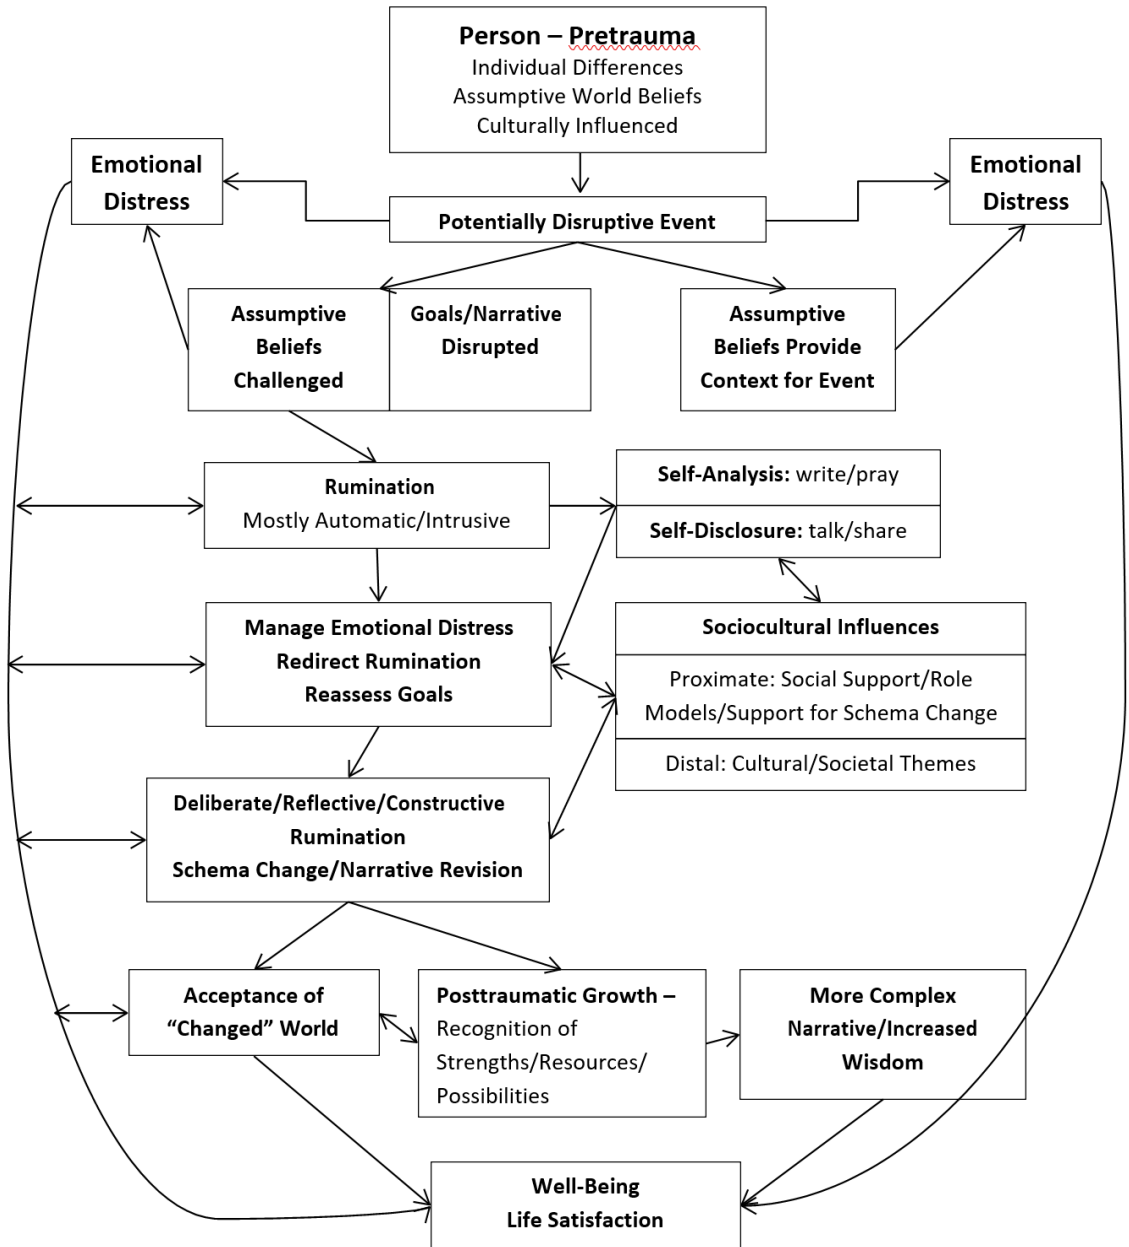 Person – Pretrauma
Individual Differences
Assumptive World Beliefs
Culturally Influenced
Emotional
Distress
Emotional
Distress
Potentially Disruptive Event
Assumptive
Beliefs
Challenged
Goals/Narrative
Disrupted
Assumptive
Beliefs Provide
Context for Event
Rumination
Mostly Automatic/Intrusive
Self-Analysis: write/pray
Self-Disclosure: talk/share
Manage Emotional Distress
Redirect Rumination
Reassess Goals
Sociocultural Influences
Proximate: Social Support/Role
Models/Support for Schema Change
Distal: Cultural/Societal Themes
Deliberate/Reflective/Constructive
Rumination
Schema Change/Narrative Revision
Acceptance of
“Changed” World
Posttraumatic Growth –
Recognition of
Strengths/Resources/
Possibilities
More Complex
Narrative/Increased
Wisdom
Well-Being
Life Satisfaction